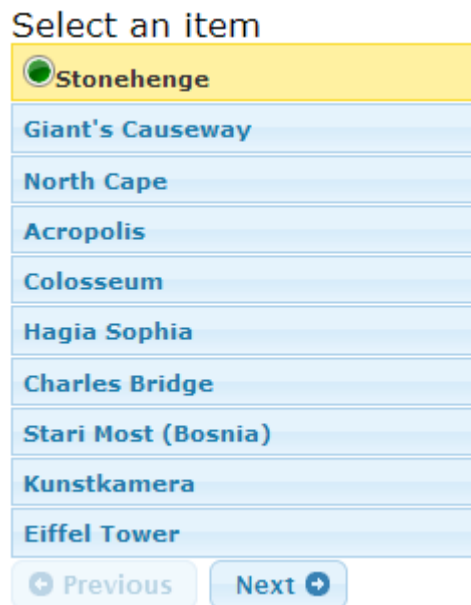 Select an item
Stonehenge
Giant's Causeway
North Cape
Acropolis
Colosseum
Hagia Sophia
Charles Bridge
Stari Most (Bosnia)
Kunstkamera
Eiffel Tower
Previous Next